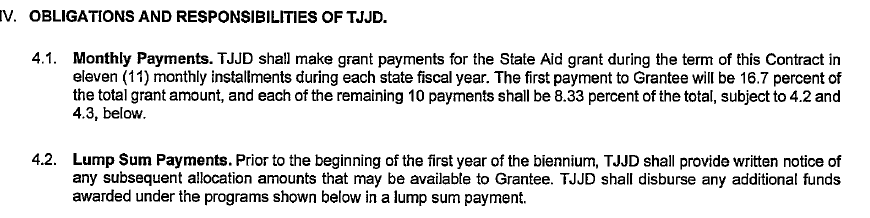 IV. OBLIGATIONS AND RESPONSIBILITIES OF TJJD.
4.1. Monthly Payments. TJJD shall make grant payments for the State Aid grant during the term of this Contract in
eleven (11) monthly installments during each state fiscal year. The first payment to Grantee will be 16.7 percent of
the total grant amount, and each of the remaining 10 payments shall be 8.33 percent of the total, subject to 4.2 and
4.3, below.
4.2. Lump Sum Payments. Prior to the beginning of the first year of the biennium, TJJD shall provide written notice of
any subsequent allocation amounts that may be available to Grantee. TJJD shall disburse any additional funds
awarded under the programs shown below in a lump sum payment.